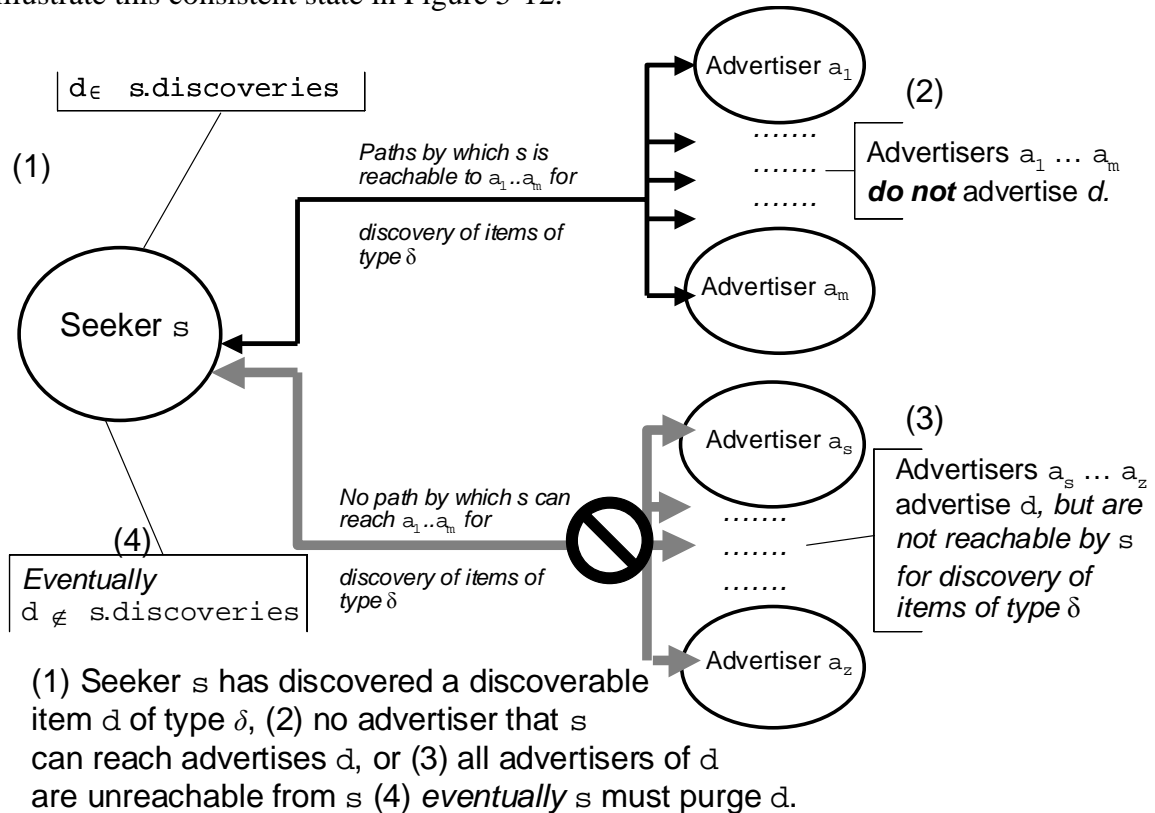 illustrate this consistent state in Figure 3-12.
d∈ s.discoveries
(1)
Seeker s
Paths by which s is
reachable to a1..am for
discovery of items of
type δ
Advertiser a1
.......
.......
.......
Advertiser am
(2)
Advertisers a1 … am
do not advertise d.
No path by which s can
reach a1..am for
discovery of items of
type δ
Advertiser as
.......
.......
.......
Advertiser az
(3)
Advertisers as … az
advertise d, but are
not reachable by s
for discovery of
items of type δ
(4)
Eventually
d ∉ s.discoveries
(1) Seeker s has discovered a discoverable
item d of type δ, (2) no advertiser that s
can reach advertises d, or (3) all advertisers of d
are unreachable from s (4) eventually s must purge d.